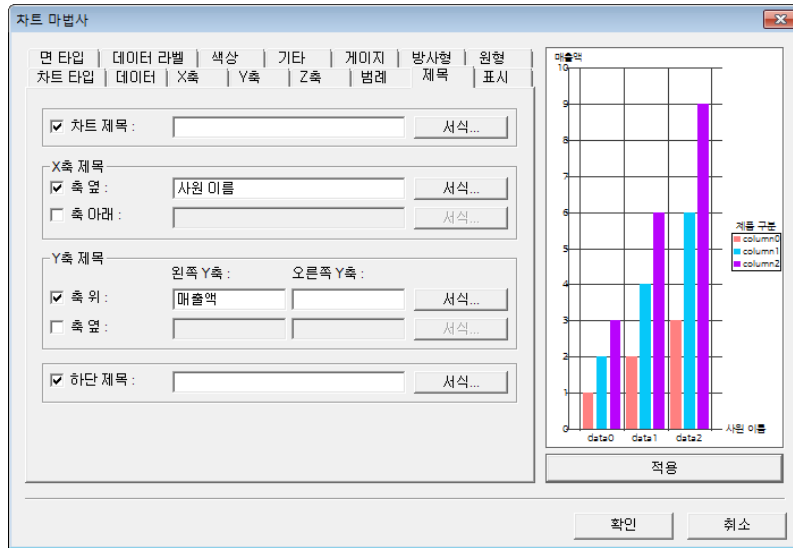 차트 마법사
면 타입 데이터 라벨 색상 기타 게이지 방사형 원형
차트 타입 데이터 X축 Y축 Z축 범례 제목 표시
차트 제목 : 서식...
X축 제목
축 옆 : 사원 이름 서식...
축 아래 : 서식...
Y축 제목
왼쪽 Y축 : 오른쪽 Y축 :
축 위 : 매출액 서식...
축 옆 : 서식...
하단 제목 : 서식...
매출액
10
9
8
7
6
5
4
3
2
1
0
data0 data1 data2
사원 이름
제품 구분
column0
column1
column2
적용
확인 취소